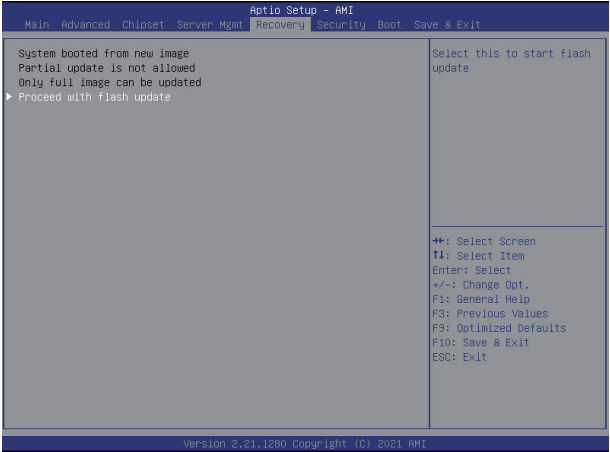 Aptio Setup – AMI
Main Advanced Chipset Server Mgmt Recovery Security Boot Save & Exit
System booted from new image
Partial update is not allowed
Only full image can be updated
▶ Proceed with flash update
Select this to start flash
update
→←: Select Screen
↑↓: Select Item
Enter: Select
+/-: Change Opt.
F1: General Help
F3: Previous Values
F9: Optimized Defaults
F10: Save & Exit
ESC: Exit
Version 2.21.1280 Copyright (C) 2021 AMI